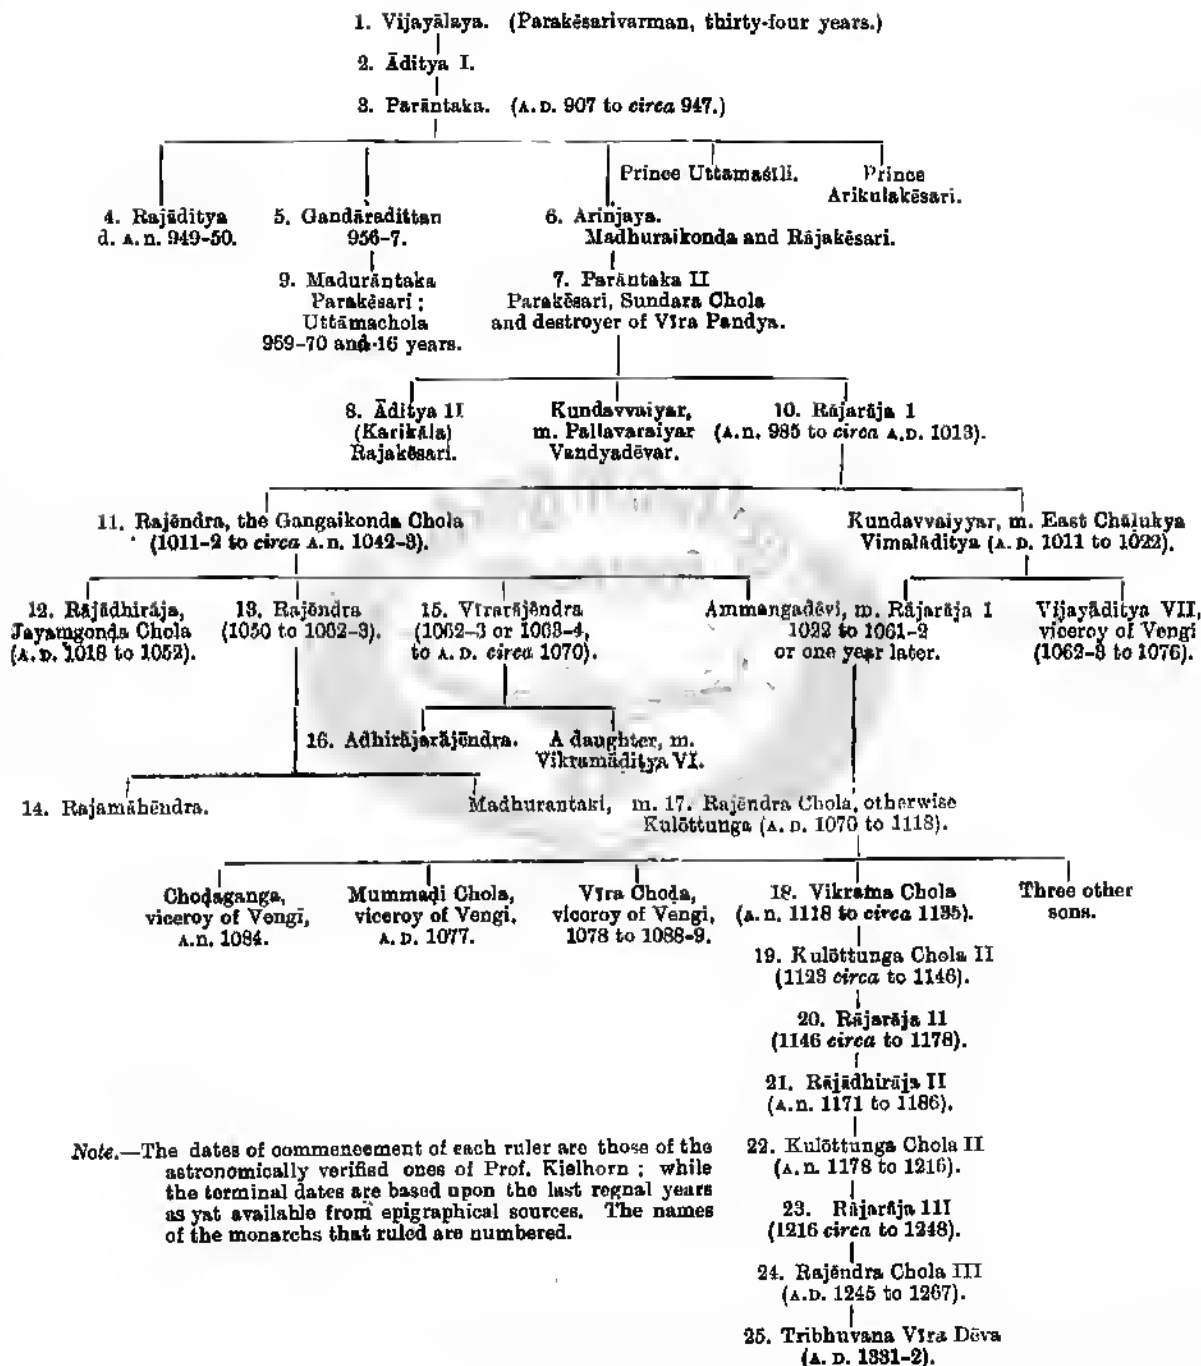 1. Vijayālaya. (Parakēsarivarman, thirty-four years.)
2. Āditya I.
3. Parāntaka. (A.D. 907 to circa 947.)
Prince Uttamaśīli.
Prince
Arikulakēsari.
4. Rajāditya
d. A.D. 949-50.
5. Gandāradittan
956-7.
6. Arinjaya.
Madhuraikonda and Rājakēsari.
9. Madurāntaka
Parakēsari;
Uttāmachola
969-70 and 16 years.
7. Parāntaka II
Parakēsari, Sundara Chola
and destroyer of Vīra Pandya.
8. Āditya II
(Karikāla)
Rajakēsari.
Kundavvaiyar,
m. Pallavaraiyar
Vandyadēvar.
10. Rājarāja I
(A.D. 985 to circa A.D. 1013).
11. Rajēndra, the Gangaikonda Chola
(1011-2 to circa A.D. 1042-3).
Kundavvaiyyar, m. East Chālukya
Vimalāditya (A.D. 1011 to 1022).
12. Rājādhirāja,
Jayamgonda Chola
(A.D. 1018 to 1052).
13. Rajēndra
(1050 to 1062-3).
15. Vīrarājēndra
(1062-3 or 1063-4,
to A.D. circa 1070).
Ammangadēvi, m. Rājarāja I
1022 to 1061-2
or one year later.
Vijayāditya VII,
viceroy of Vengi
(1062-3 to 1076).
16. Adhirājarājēndra.
A daughter, m.
Vikramāditya VI.
14. Rajamāhēndra.
Madhurantaki, m. 17. Rajēndra Chola, otherwise
Kulōttunga (A.D. 1070 to 1118).
Chodaganga,
viceroy of Vengī,
A.D. 1084.
Mummaḍi Chola,
viceroy of Vengi,
A.D. 1077.
Vīra Choda,
viceroy of Vengi,
1078 to 1088-9.
18. Vikrama Chola
(A.D. 1118 to circa 1135).
Three other
sons.
19. Kulōttunga Chola II
(1123 circa to 1146).
20. Rājarāja II
(1146 circa to 1178).
21. Rājādhirāja II
(A.D. 1171 to 1186).
22. Kulōttunga Chola II
(A.D. 1178 to 1216).
23. Rājarāja III
(1216 circa to 1248).
24. Rajēndra Chola III
(A.D. 1245 to 1267).
25. Tribhuvana Vīra Dēva
(A.D. 1331-2).
Note.—The dates of commencement of each ruler are those of the
astronomically verified ones of Prof. Kielhorn; while
the terminal dates are based upon the last regnal years
as yat available from epigraphical sources. The names
of the monarchs that ruled are numbered.